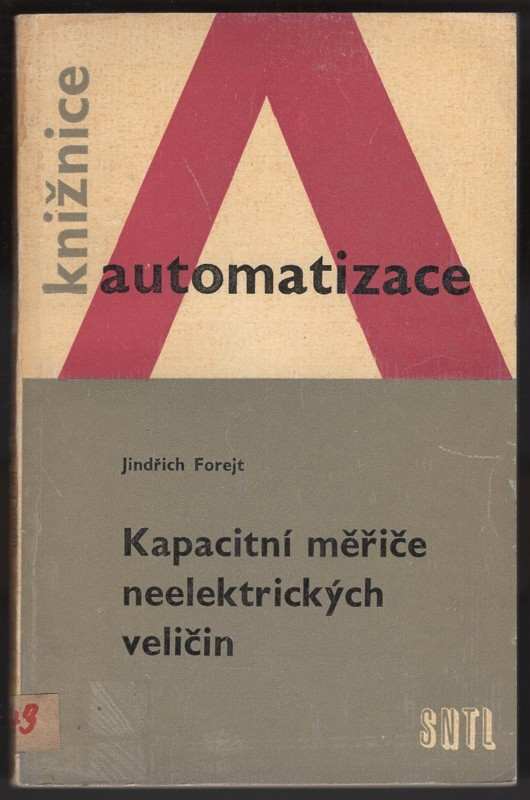 knižnice
automatizace
Jindřich Forejt
Kapacitní měřiče
neelektrických
veličin
SNTL